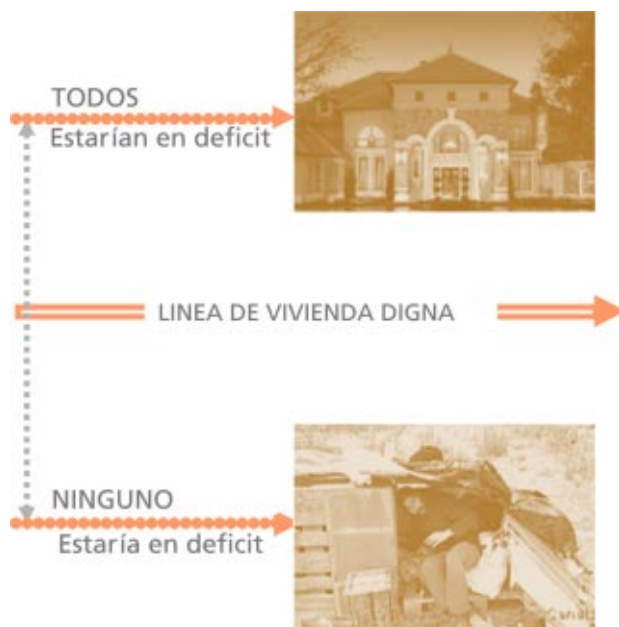 TODOS
Estarían en deficit
LINEA DE VIVIENDA DIGNA
NINGUNO
Estaría en deficit